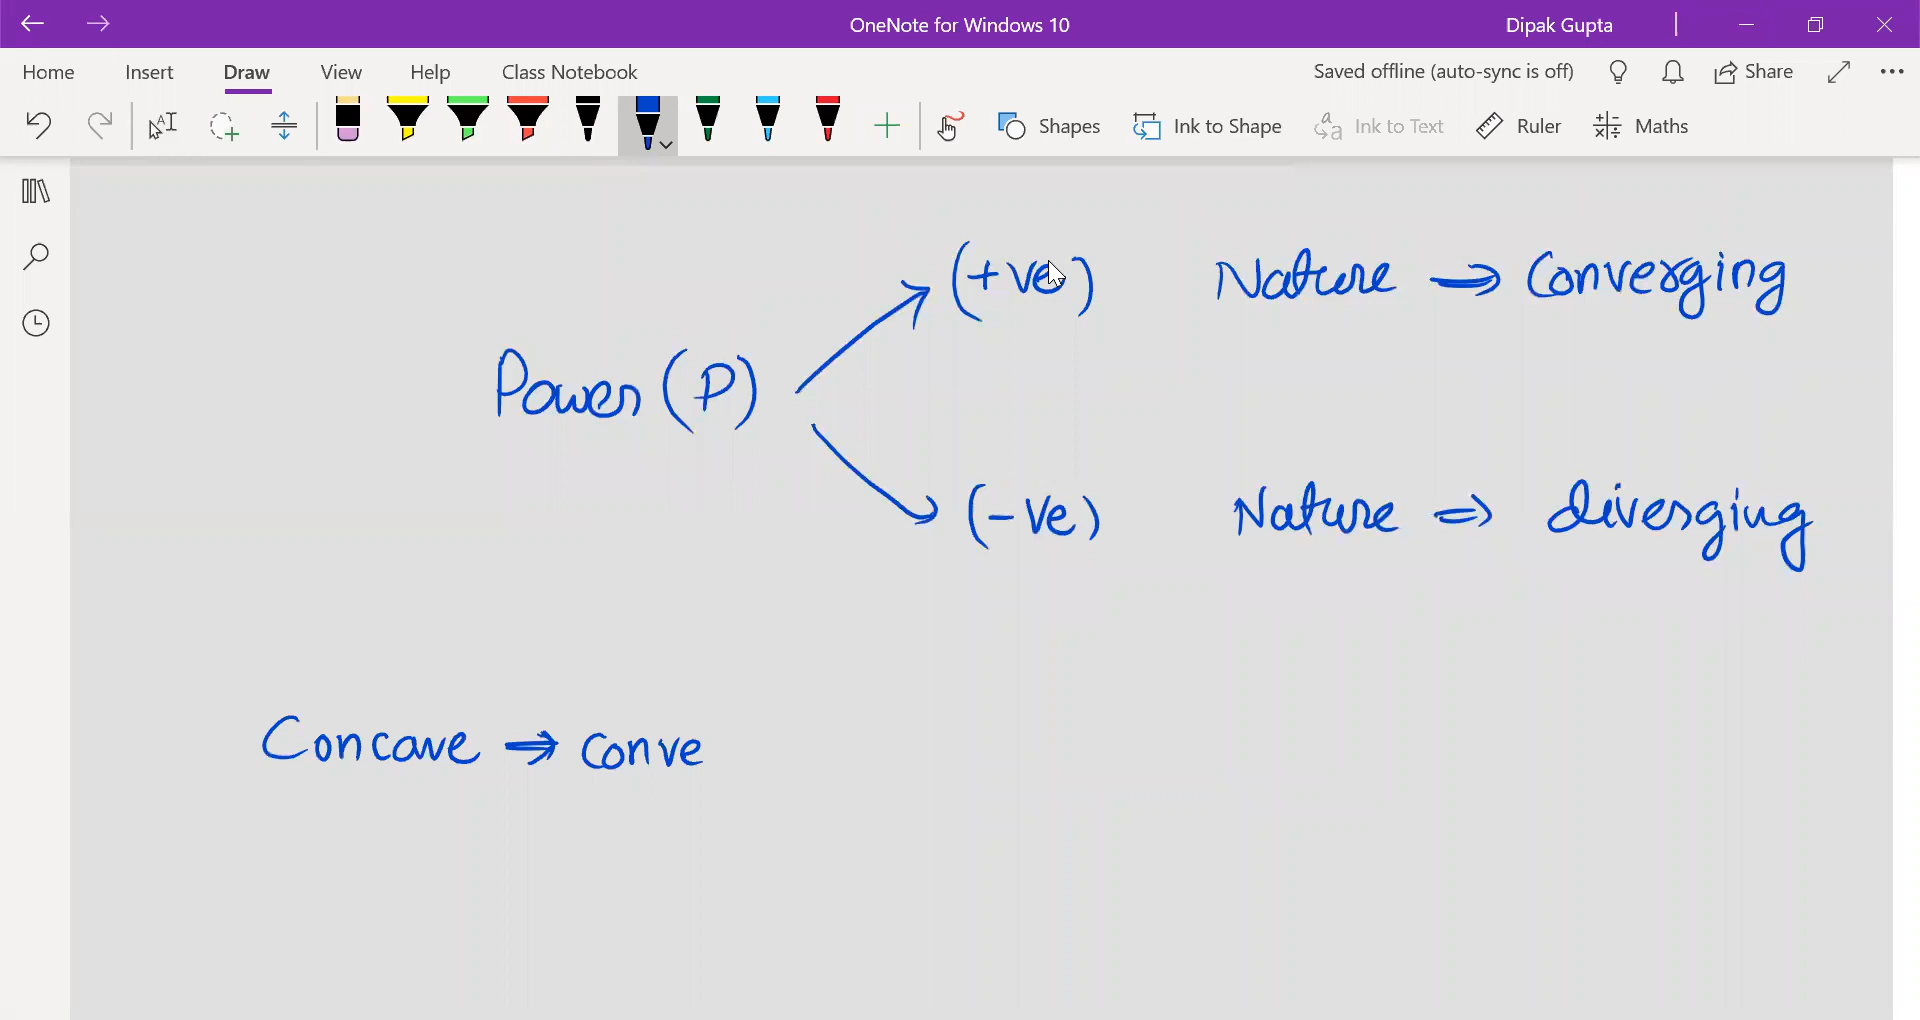 OneNote for Windows 10 Dipak Gupta
Home Insert Draw View Help Class Notebook Saved offline (auto-sync is off) Share
Shapes Ink to Shape Ink to Text Ruler Maths
(+ve) Nature → Converging
Power (P)
(-ve) Nature ⇒ diverging
Concave ⇒ conve